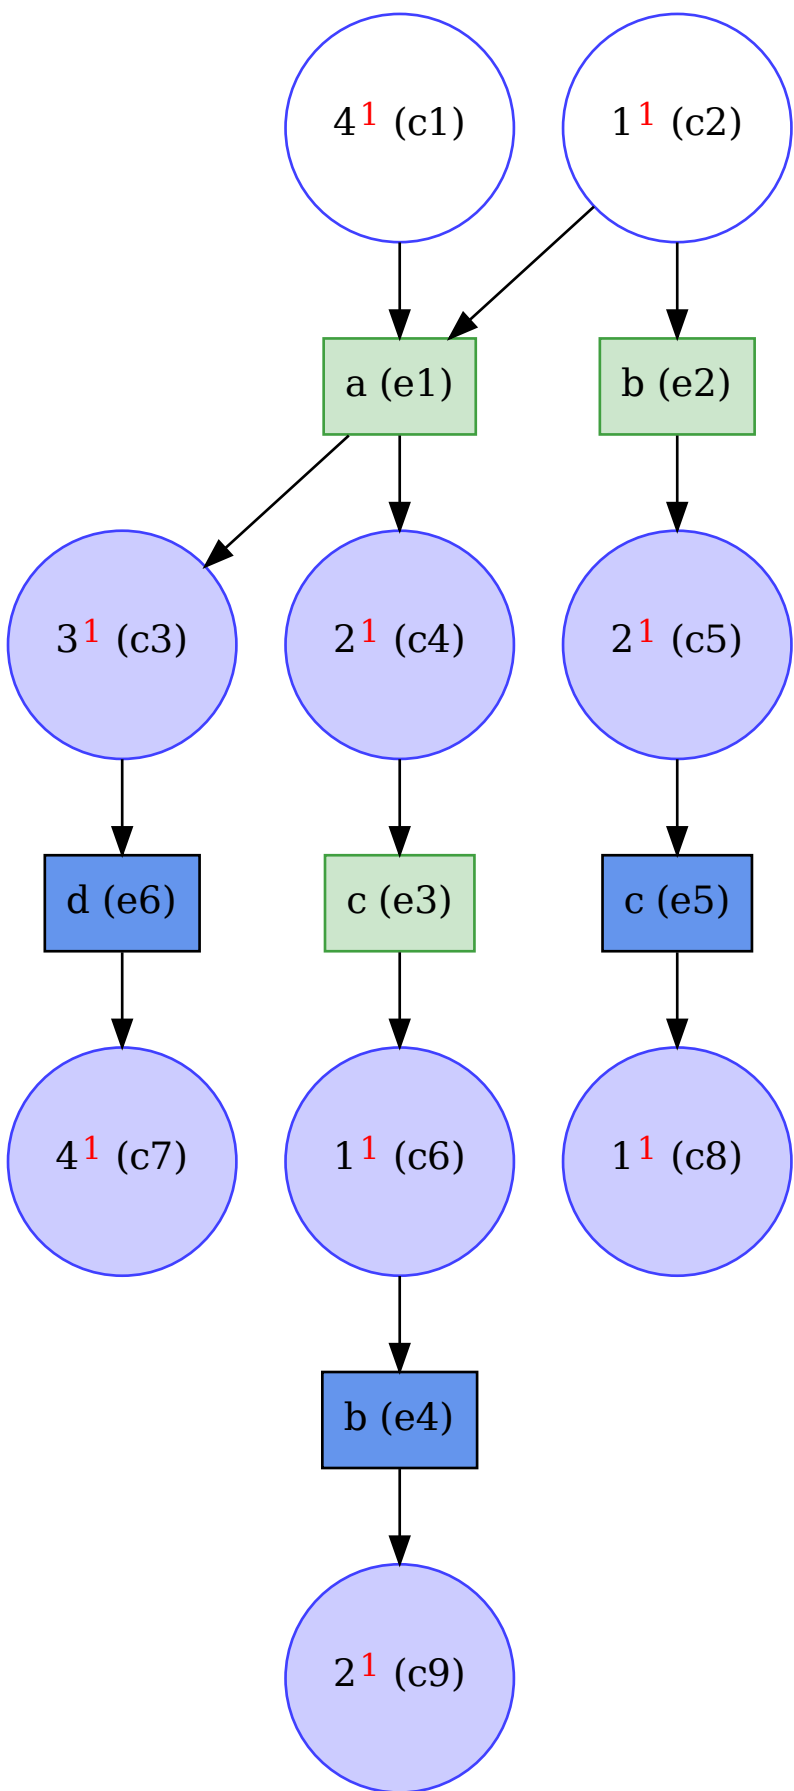 4¹ (c1)
1¹ (c2)
a (e1)
b (e2)
3¹ (c3)
2¹ (c4)
2¹ (c5)
d (e6)
c (e3)
c (e5)
4¹ (c7)
1¹ (c6)
1¹ (c8)
b (e4)
2¹ (c9)